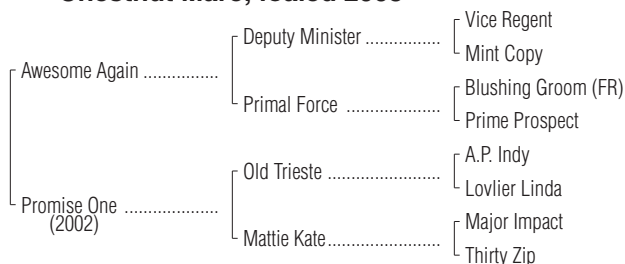 Chestnut Mare; foaled
Vice Regent
Deputy Minister ................
Mint Copy
Awesome Again ...............
Blushing Groom (FR)
Primal Force ....................
Prime Prospect
A.P. Indy
Old Trieste ........................
Lovlier Linda
Promise One ...................
(2002)
Major Impact
Mattie Kate........................
Thirty Zip